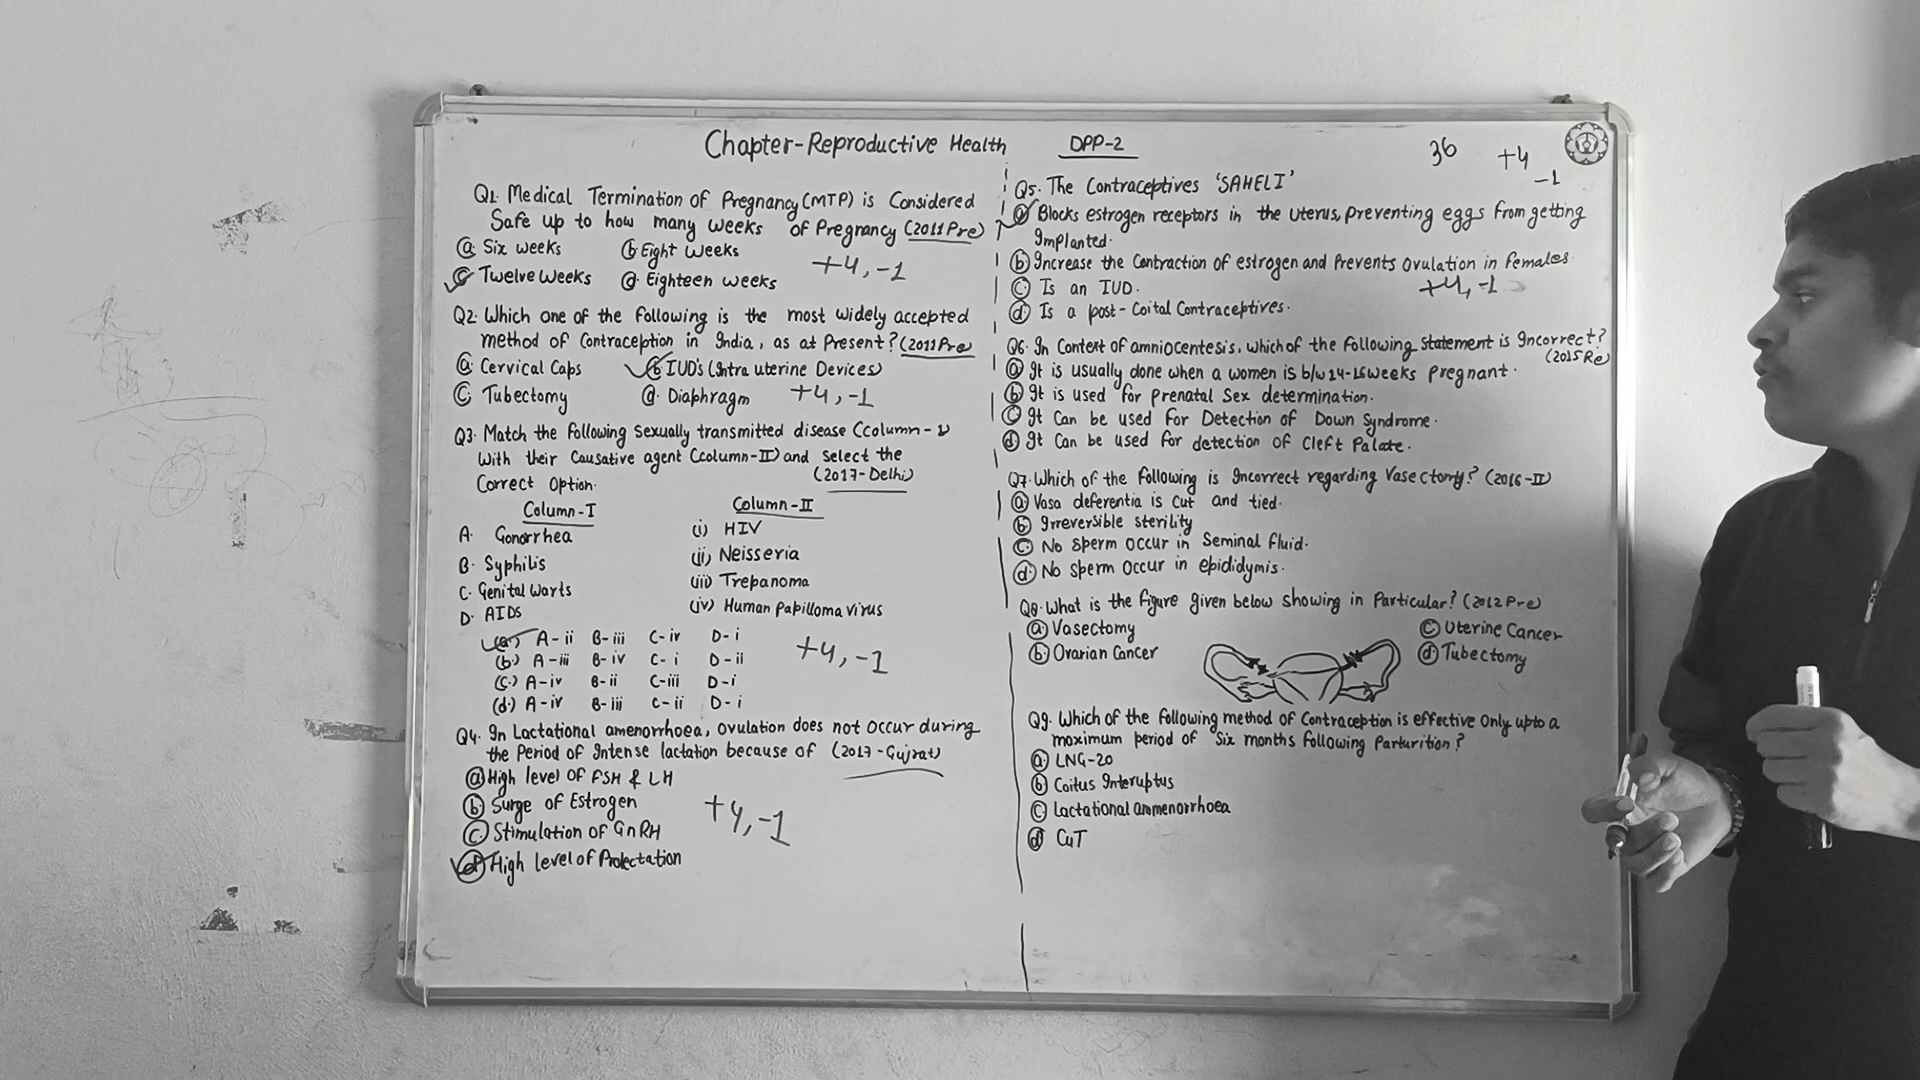 Chapter-Reproductive Health DPP-2
36 +4
-1
Q1. Medical Termination of Pregnancy (MTP) is Considered
Safe up to how many weeks of Pregnancy (2011 Pre)
(a) Six weeks (b) Eight Weeks
(c) Twelve Weeks (d) Eighteen weeks
+4, -1
Q2. Which one of the following is the most widely accepted
method of Contraception in India, as at Present? (2011 Pre)
(a) Cervical Caps (b) IUD's (Intra uterine Devices)
(c) Tubectomy (d) Diaphragm +4, -1
Q3. Match the following sexually transmitted disease (column-I)
With their Causative agent (column-II) and select the
Correct Option. (2017-Delhi)
Column-I Column-II
A. Gonorrhea (i) HIV
B. Syphilis (ii) Neisseria
C. Genital Warts (iii) Trepanoma
D. AIDS (iv) Human Papilloma virus
(a.) A-ii B-iii C-iv D-i
(b.) A-iii B-iv C-i D-ii
(c.) A-iv B-ii C-iii D-i
(d.) A-iv B-iii C-ii D-i
+4, -1
Q4. In Lactational amenorrhoea, ovulation does not occur during
the Period of Intense lactation because of (2017-Gujrat)
(a) High level of FSH & LH
(b) Surge of Estrogen
(c) Stimulation of GnRH
(d) High level of Prolectation
+4, -1
Q5. The Contraceptives 'SAHELI'
(a) Blocks estrogen receptors in the uterus, preventing eggs from getting
Implanted.
(b) Increase the Contraction of estrogen and Prevents Ovulation in Females.
(c) Is an IUD. +4, -1
(d) Is a post-Coital Contraceptives.
Q6. In Context of amniocentesis, which of the following Statement is Incorrect?
(2015 Re)
(a) It is usually done when a women is b/w 14-16 weeks pregnant.
(b) It is used for Prenatal Sex determination.
(c) It Can be used for Detection of Down Syndrome.
(d) It Can be used for detection of Cleft Palate.
Q7. Which of the following is Incorrect regarding Vasectomy? (2016-II)
(a) Vasa deferentia is cut and tied.
(b) Irreversible sterility
(c) No sperm occur in Seminal fluid.
(d) No sperm Occur in epididymis.
Q8. What is the figure given below showing in Particular? (2012 Pre)
(a) Vasectomy (c) Uterine Cancer
(b) Ovarian Cancer (d) Tubectomy
Q9. Which of the following method of Contraception is effective Only upto a
maximum period of Six months following Parturition?
(a) LNG-20
(b) Coitus Interuptus
(c) Lactational ammenorrhoea
(d) CuT